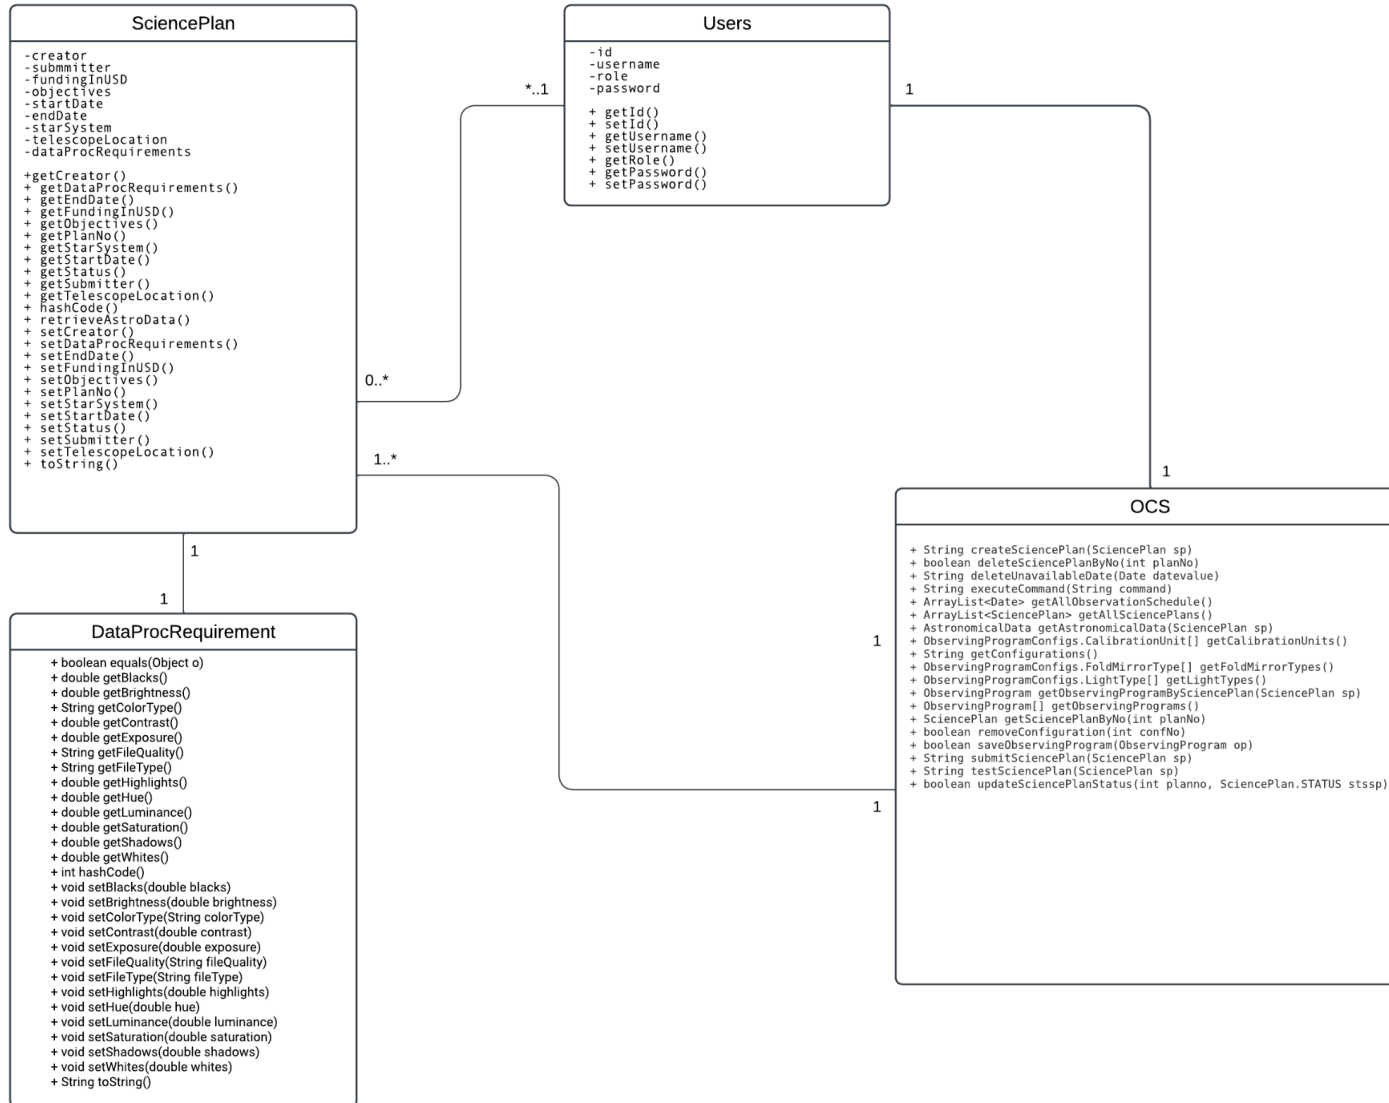 SciencePlan
-creator
-submmitter
-fundingInUSD
-objectives
-startDate
-endDate
-starSystem
-telescopeLocation
-dataProcRequirements
+getCreator()
+ getDataProcRequirements()
+ getEndDate()
+ getFundingInUSD()
+ getObjectives()
+ getPlanNo()
+ getStarSystem()
+ getStartDate()
+ getStatus()
+ getSubmitter()
+ getTelescopeLocation()
+ hashCode()
+ retrieveAstroData()
+ setCreator()
+ setDataProcRequirements()
+ setEndDate()
+ setFundingInUSD()
+ setObjectives()
+ setPlanNo()
+ setStarSystem()
+ setStartDate()
+ setStatus()
+ setSubmitter()
+ setTelescopeLocation()
+ toString()
Users
-id
-username
-role
-password
+ getId()
+ setId()
+ getUsername()
+ setUsername()
+ getRole()
+ getPassword()
+ setPassword()
*..1
1
0..*
1..*
1
1
1
DataProcRequirement
+ boolean equals(Object o)
+ double getBlacks()
+ double getBrightness()
+ String getColorType()
+ double getContrast()
+ double getExposure()
+ String getFileQuality()
+ String getFileType()
+ double getHighlights()
+ double getHue()
+ double getLuminance()
+ double getSaturation()
+ double getShadows()
+ double getWhites()
+ int hashCode()
+ void setBlacks(double blacks)
+ void setBrightness(double brightness)
+ void setColorType(String colorType)
+ void setContrast(double contrast)
+ void setExposure(double exposure)
+ void setFileQuality(String fileQuality)
+ void setFileType(String fileType)
+ void setHighlights(double highlights)
+ void setHue(double hue)
+ void setLuminance(double luminance)
+ void setSaturation(double saturation)
+ void setShadows(double shadows)
+ void setWhites(double whites)
+ String toString()
OCS
+ String createSciencePlan(SciencePlan sp)
+ boolean deleteSciencePlanByNo(int planNo)
+ String deleteUnavailableDate(Date datevalue)
+ String executeCommand(String command)
+ ArrayList<Date> getAllObservationSchedule()
+ ArrayList<SciencePlan> getAllSciencePlans()
+ AstronomicalData getAstronomicalData(SciencePlan sp)
+ ObservingProgramConfigs.CalibrationUnit[] getCalibrationUnits()
+ String getConfigurations()
+ ObservingProgramConfigs.FoldMirrorType[] getFoldMirrorTypes()
+ ObservingProgramConfigs.LightType[] getLightTypes()
+ ObservingProgram getObservingProgramBySciencePlan(SciencePlan sp)
+ ObservingProgram[] getObservingPrograms()
+ SciencePlan getSciencePlanByNo(int planNo)
+ boolean removeConfiguration(int confNo)
+ boolean saveObservingProgram(ObservingProgram op)
+ String submitSciencePlan(SciencePlan sp)
+ String testSciencePlan(SciencePlan sp)
+ boolean updateSciencePlanStatus(int planno, SciencePlan.STATUS stssp)
1
1